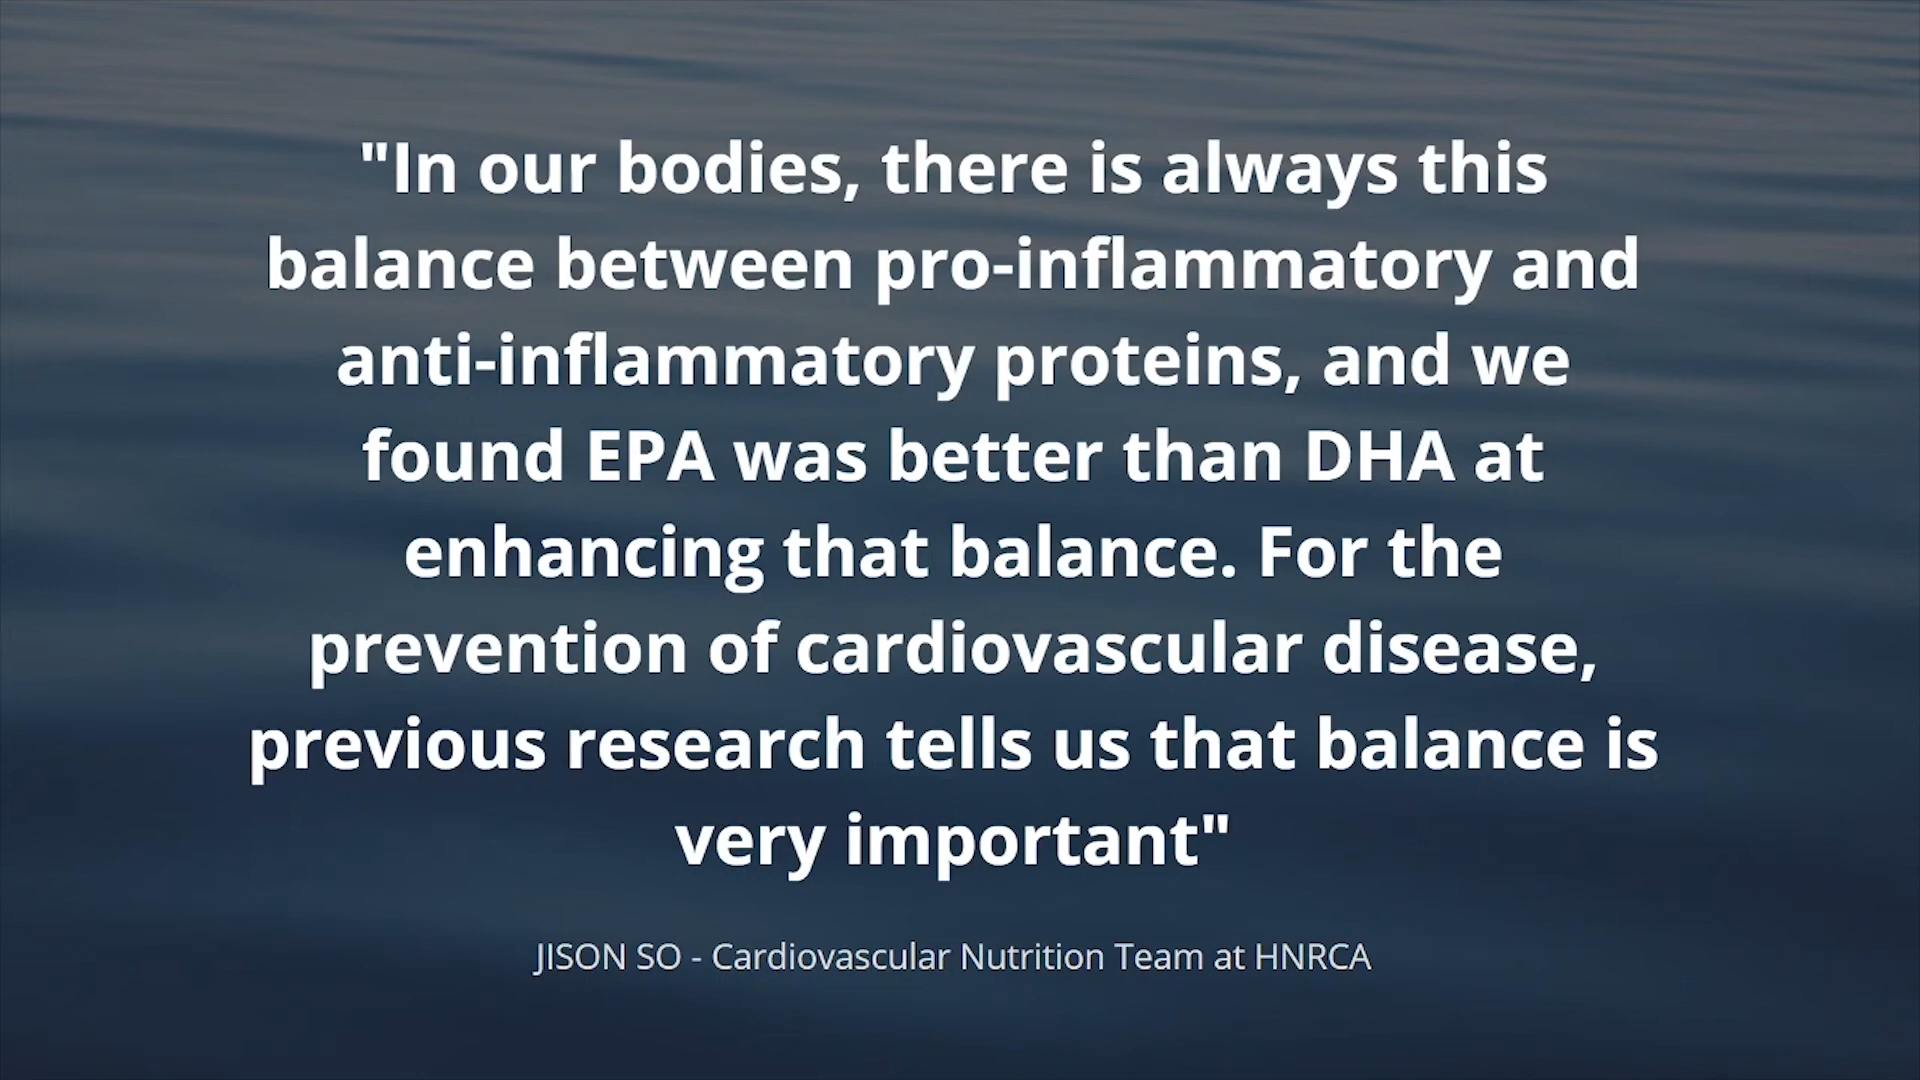 "In our bodies, there is always this
balance between pro-inflammatory and
anti-inflammatory proteins, and we
found EPA was better than DHA at
enhancing that balance. For the
prevention of cardiovascular disease,
previous research tells us that balance is
very important"
JISON SO - Cardiovascular Nutrition Team at HNRCA